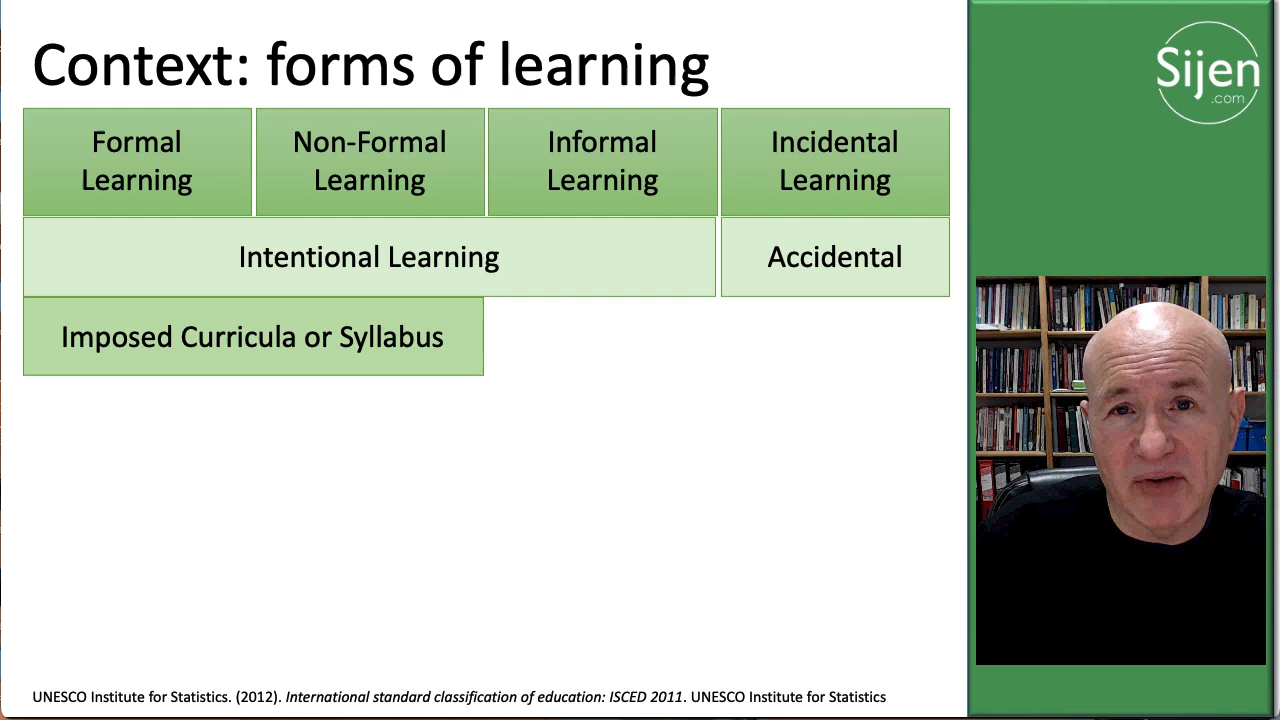 Context: forms of learning
Formal
Learning
Non-Formal
Learning
Informal
Learning
Incidental
Learning
Intentional Learning
Accidental
Imposed Curricula or Syllabus
UNESCO Institute for Statistics. (2012). International standard classification of education: ISCED 2011. UNESCO Institute for Statistics
Sijen
.com